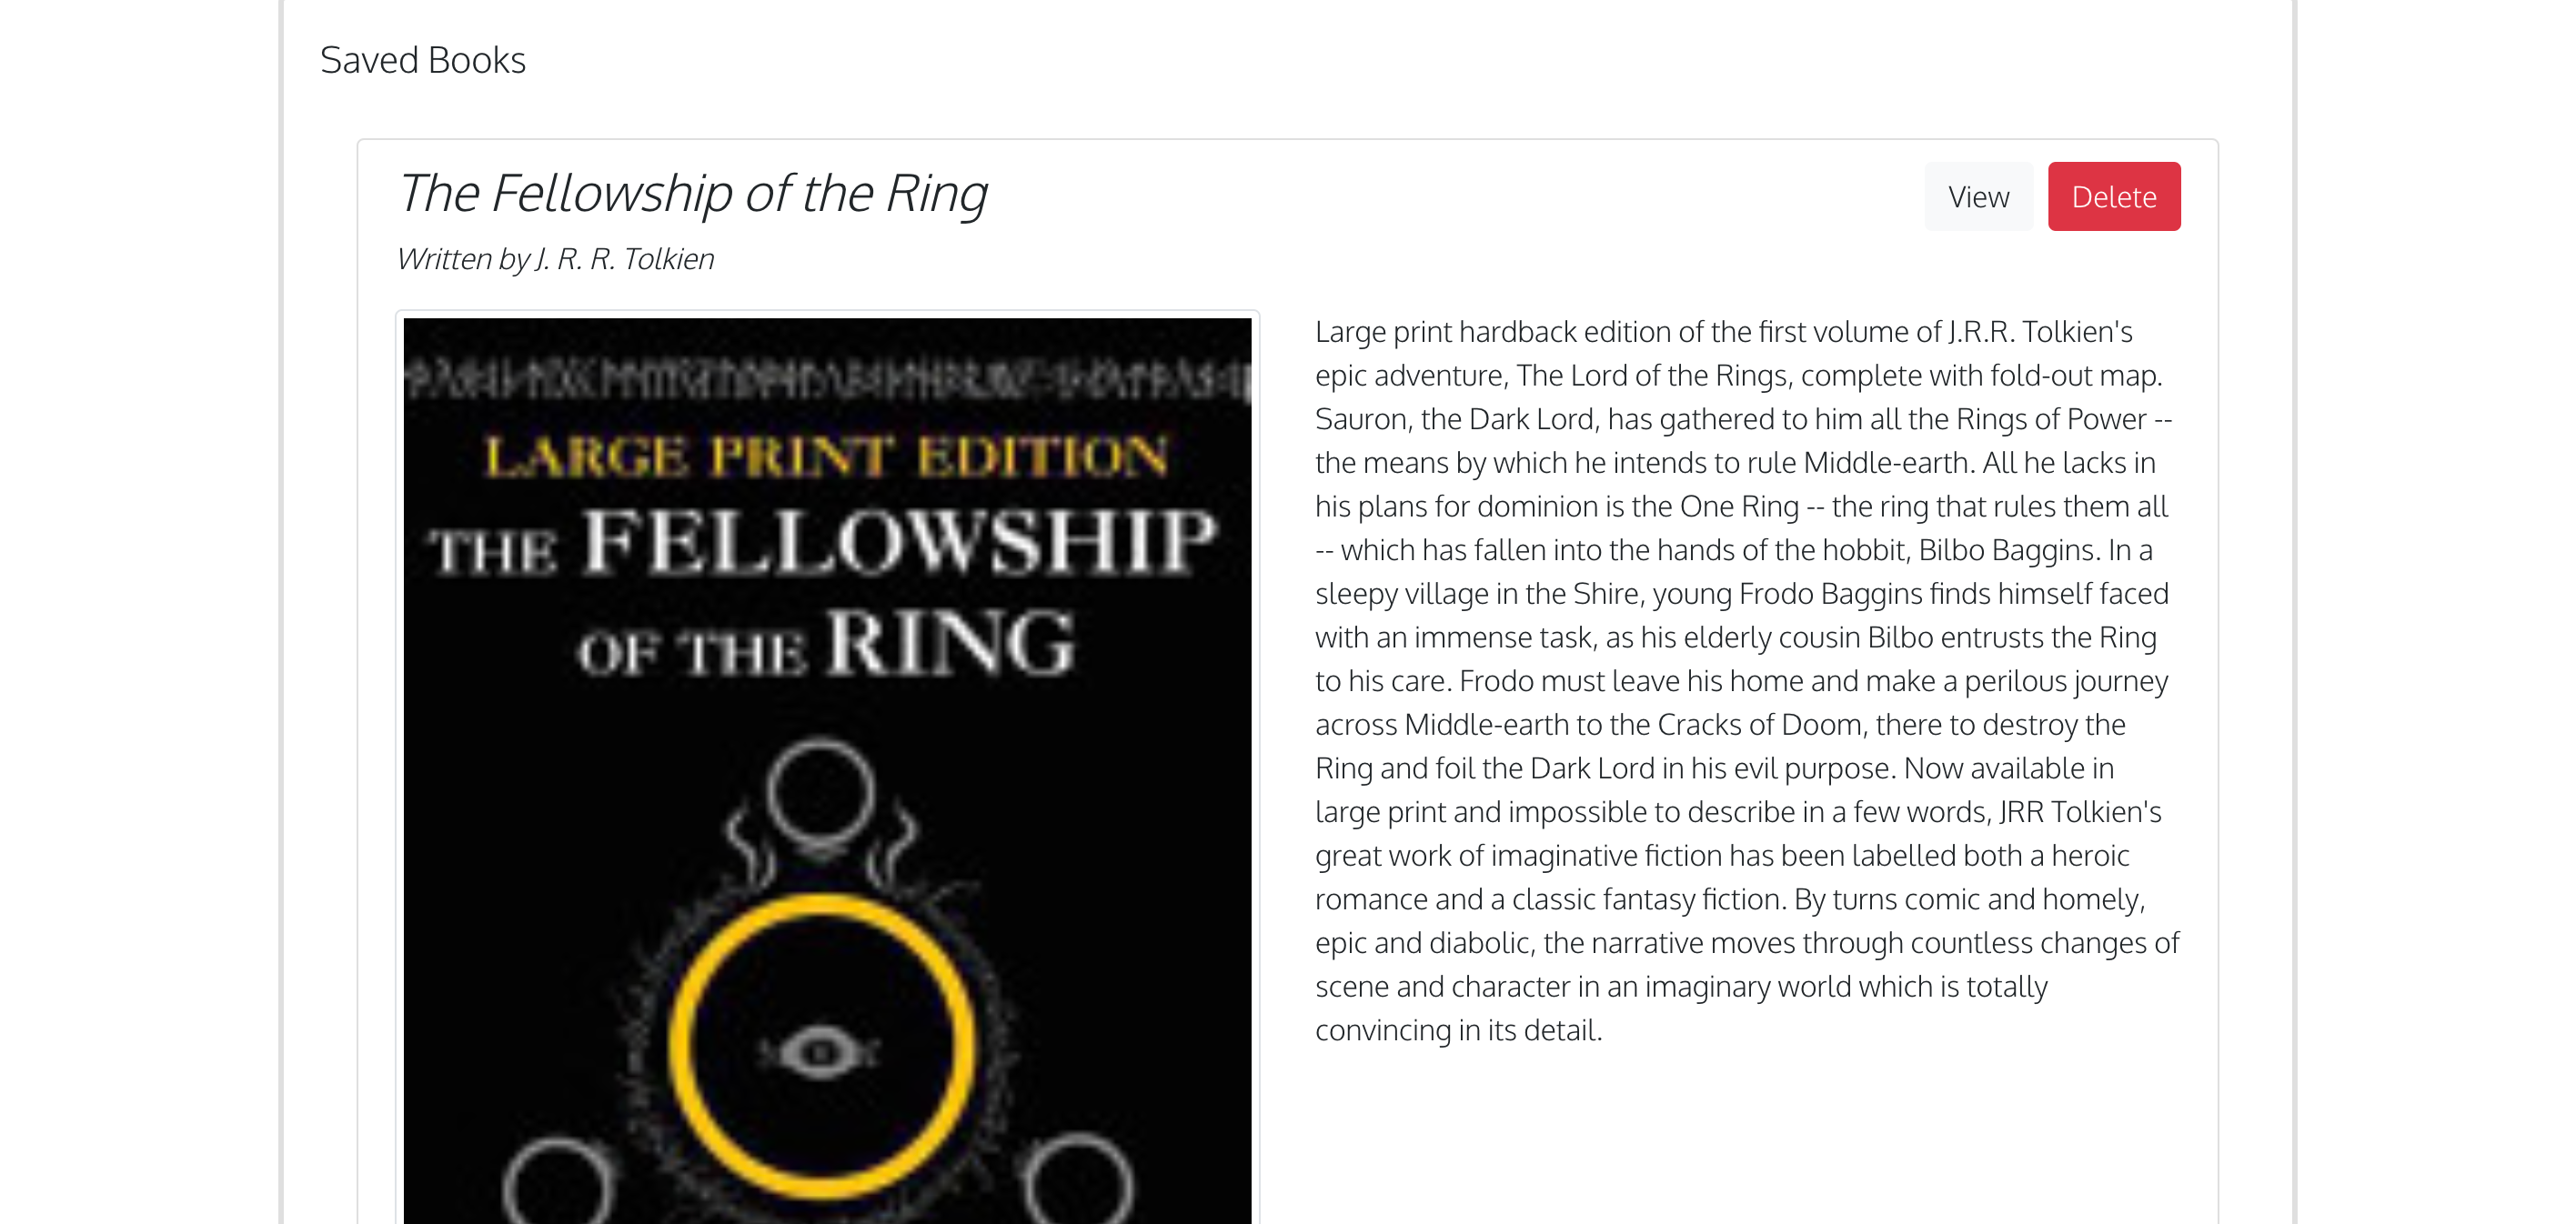 Saved Books
The Fellowship of the Ring
View
Delete
Written by J. R. R. Tolkien
LARGE PRINT EDITION
THE FELLOWSHIP
OF THE RING
Large print hardback edition of the first volume of J.R.R. Tolkien's
epic adventure, The Lord of the Rings, complete with fold-out map.
Sauron, the Dark Lord, has gathered to him all the Rings of Power --
the means by which he intends to rule Middle-earth. All he lacks in
his plans for dominion is the One Ring -- the ring that rules them all
-- which has fallen into the hands of the hobbit, Bilbo Baggins. In a
sleepy village in the Shire, young Frodo Baggins finds himself faced
with an immense task, as his elderly cousin Bilbo entrusts the Ring
to his care. Frodo must leave his home and make a perilous journey
across Middle-earth to the Cracks of Doom, there to destroy the
Ring and foil the Dark Lord in his evil purpose. Now available in
large print and impossible to describe in a few words, JRR Tolkien's
great work of imaginative fiction has been labelled both a heroic
romance and a classic fantasy fiction. By turns comic and homely,
epic and diabolic, the narrative moves through countless changes of
scene and character in an imaginary world which is totally
convincing in its detail.